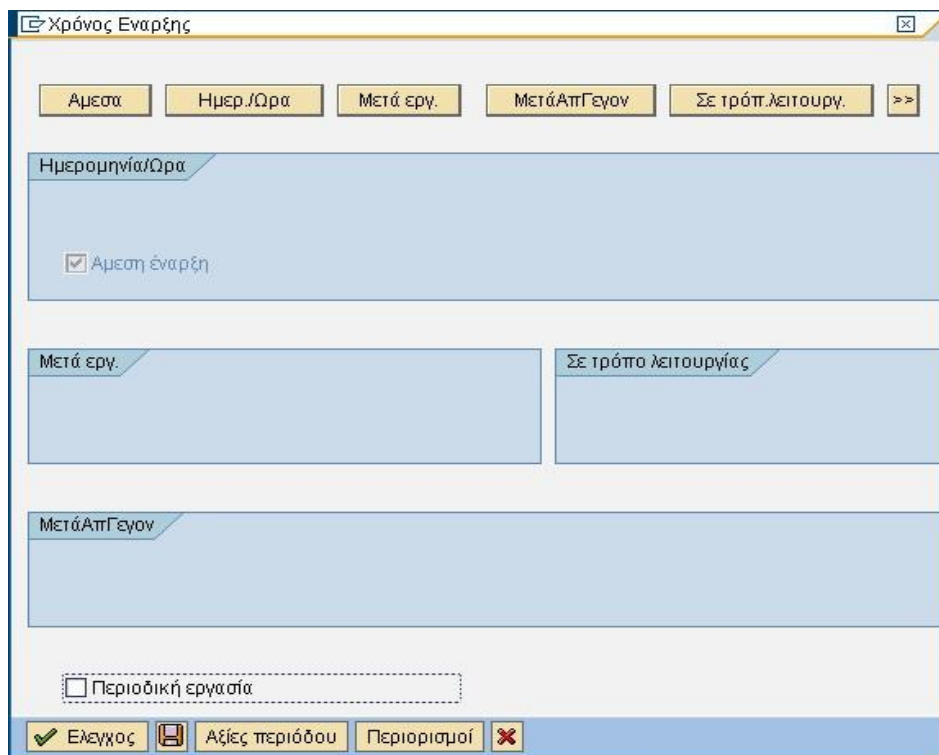 Χρόνος Εναρξης
Αμεσα Ημερ./Ωρα Μετά εργ. ΜετάΑπΓεγον Σε τρόπ.λειτουργ. >>
Ημερομηνία/Ωρα
Αμεση έναρξη
Μετά εργ. Σε τρόπο λειτουργίας
ΜετάΑπΓεγον
Περιοδική εργασία
Ελεγχος Αξίες περιόδου Περιορισμοί